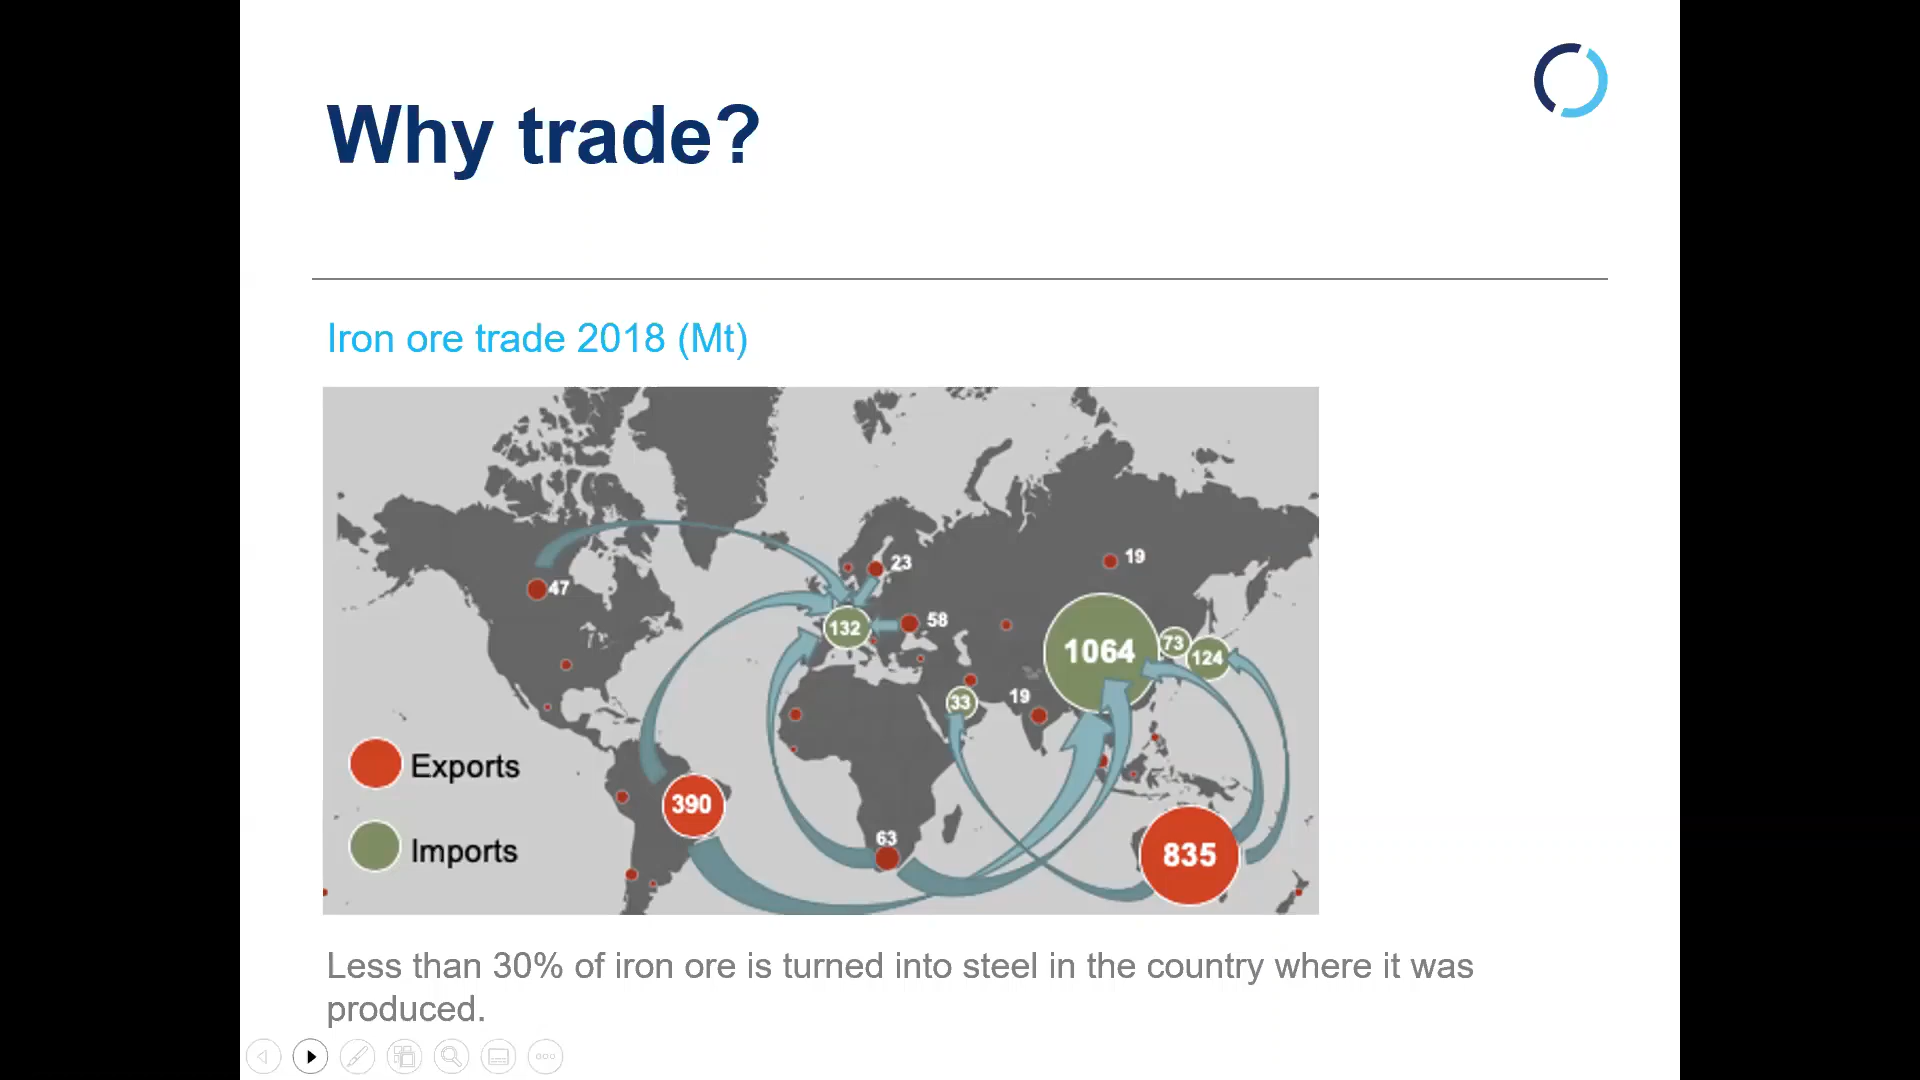 Why trade?
Iron ore trade 2018 (Mt)
23
19
47
58
132
1064
73
124
33
19
Exports
390
63
835
Imports
Less than 30% of iron ore is turned into steel in the country where it was
produced.